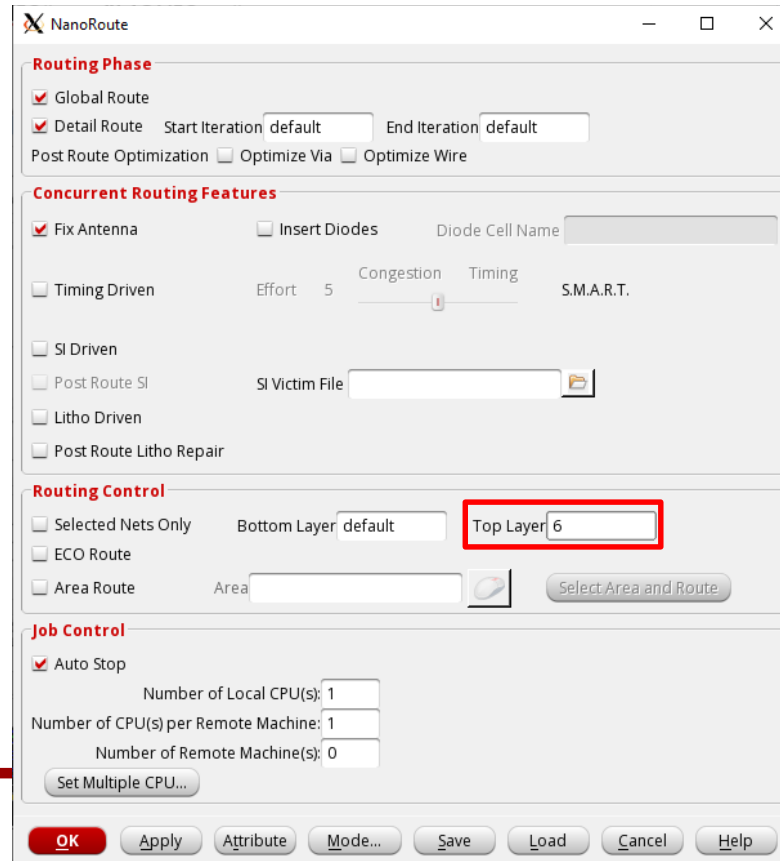 NanoRoute
Routing Phase
Global Route
Detail Route Start Iteration default End Iteration default
Post Route Optimization Optimize Via Optimize Wire
Concurrent Routing Features
Fix Antenna Insert Diodes Diode Cell Name
Congestion Timing
Timing Driven Effort 5 S.M.A.R.T.
SI Driven
Post Route SI SI Victim File
Litho Driven
Post Route Litho Repair
Routing Control
Selected Nets Only Bottom Layer default Top Layer 6
ECO Route
Area Route Area Select Area and Route
Job Control
Auto Stop
Number of Local CPU(s): 1
Number of CPU(s) per Remote Machine: 1
Number of Remote Machine(s): 0
Set Multiple CPU...
OK Apply Attribute Mode... Save Load Cancel Help